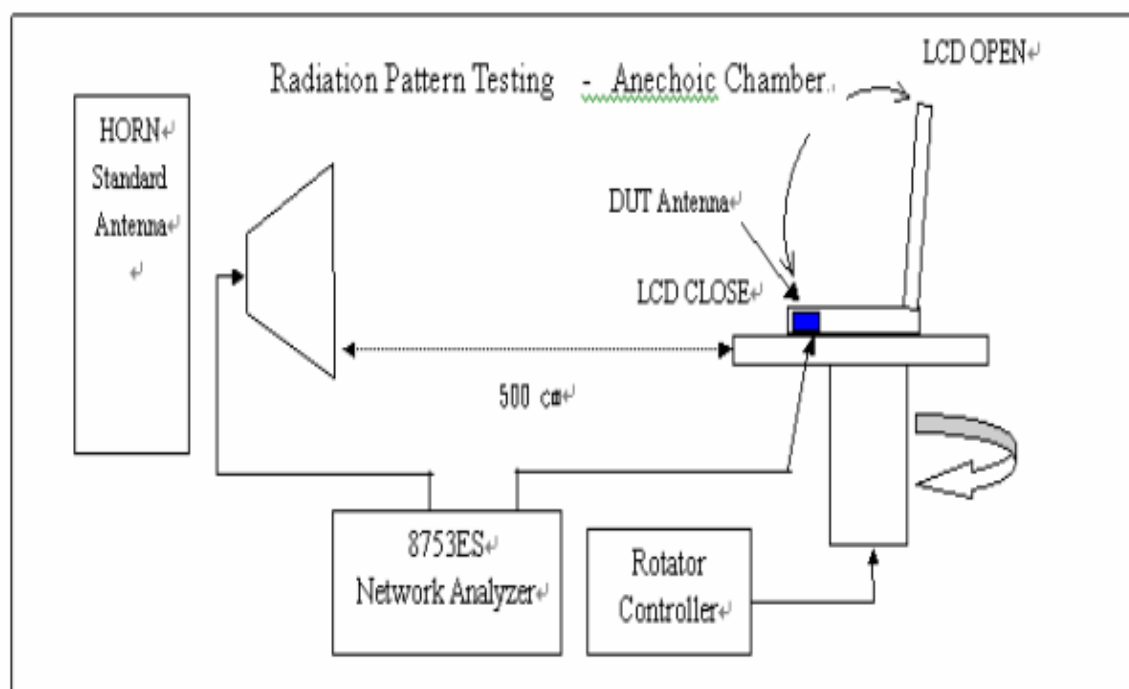 LCD OPEN
Radiation Pattern Testing - Anechoic Chamber.
HORN
Standard
Antenna
DUT Antenna
LCD CLOSE
500 cm
8753ES
Network Analyzer
Rotator
Controller